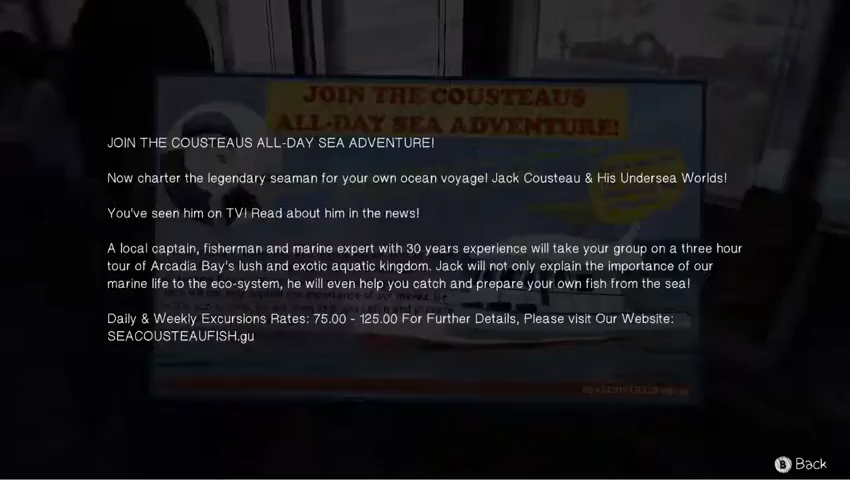 JOIN THE COUSTEAUS
ALL-DAY SEA ADVENTURE!
JOIN THE COUSTEAUS ALL-DAY SEA ADVENTURE!
Now charter the legendary seaman for your own ocean voyage! Jack Cousteau & His Undersea Worlds!
You've seen him on TV! Read about him in the news!
A local captain, fisherman and marine expert with 30 years experience will take your group on a three hour
tour of Arcadia Bay's lush and exotic aquatic kingdom. Jack will not only explain the importance of our
marine life to the eco-system, he will even help you catch and prepare your own fish from the sea!
Daily & Weekly Excursions Rates: 75.00 - 125.00 For Further Details, Please visit Our Website:
SEACOUSTEAUFISH.gu
B Back